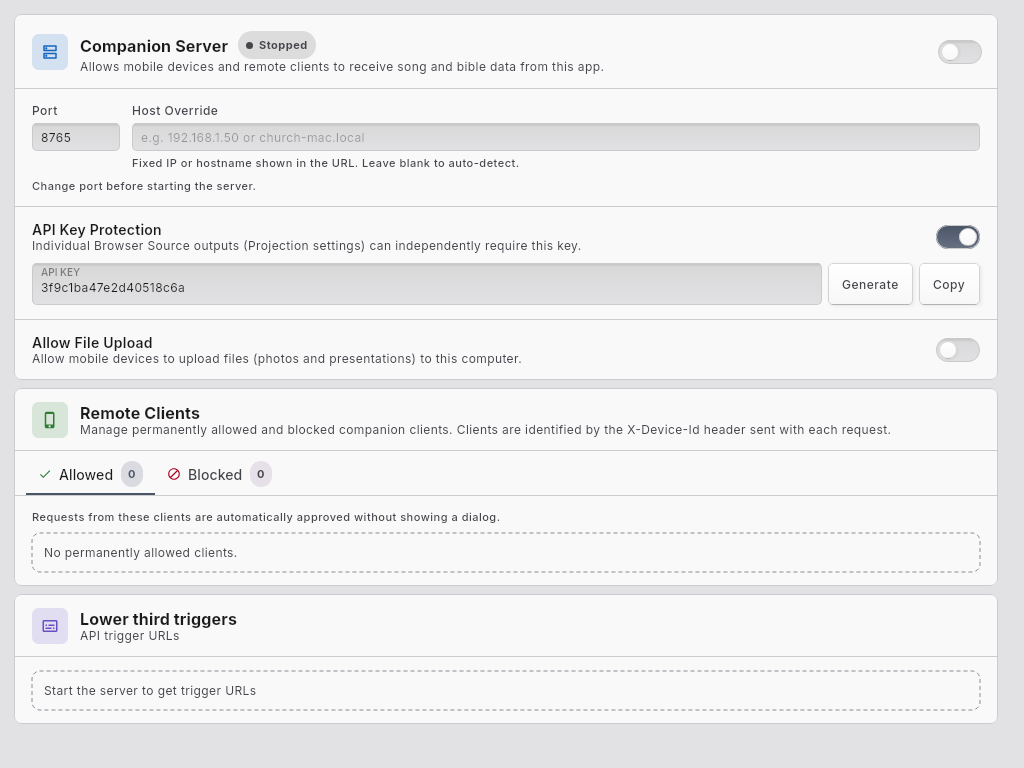 Companion Server
Stopped
Allows mobile devices and remote clients to receive song and bible data from this app.
Port
Host Override
8765
e.g. 192.168.1.50 or church-mac.local
Fixed IP or hostname shown in the URL. Leave blank to auto-detect.
Change port before starting the server.
API Key Protection
Individual Browser Source outputs (Projection settings) can independently require this key.
API KEY
3f9c1ba47e2d40518c6a
Generate
Copy
Allow File Upload
Allow mobile devices to upload files (photos and presentations) to this computer.
Remote Clients
Manage permanently allowed and blocked companion clients. Clients are identified by the X-Device-Id header sent with each request.
Allowed 0
Blocked 0
Requests from these clients are automatically approved without showing a dialog.
No permanently allowed clients.
Lower third triggers
API trigger URLs
Start the server to get trigger URLs